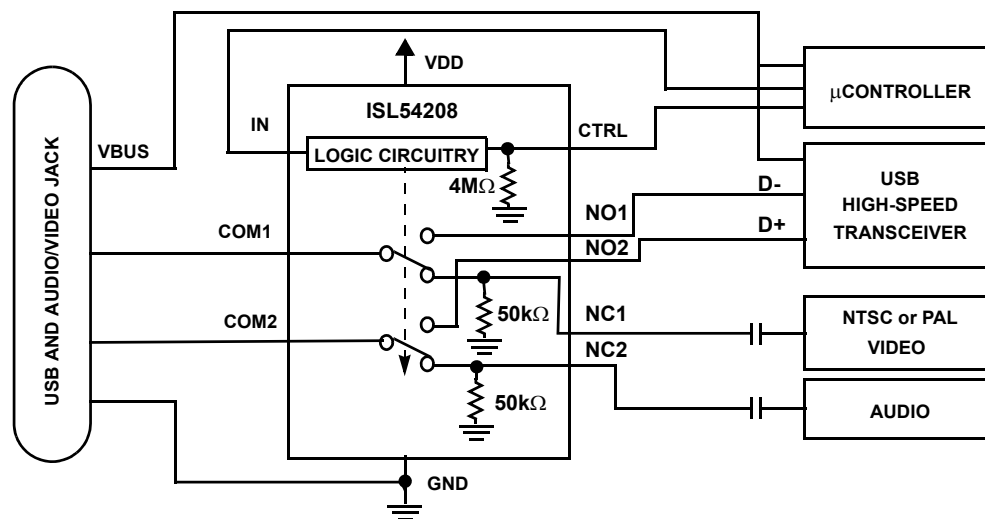 VDD
μCONTROLLER
ISL54208
IN
CTRL
LOGIC CIRCUITRY
VBUS
4MΩ
USB AND AUDIO/VIDEO JACK
D-
USB
HIGH-SPEED
TRANSCEIVER
NO1
D+
NO2
COM1
50kΩ
NC1
NTSC or PAL
VIDEO
COM2
NC2
50kΩ
AUDIO
GND